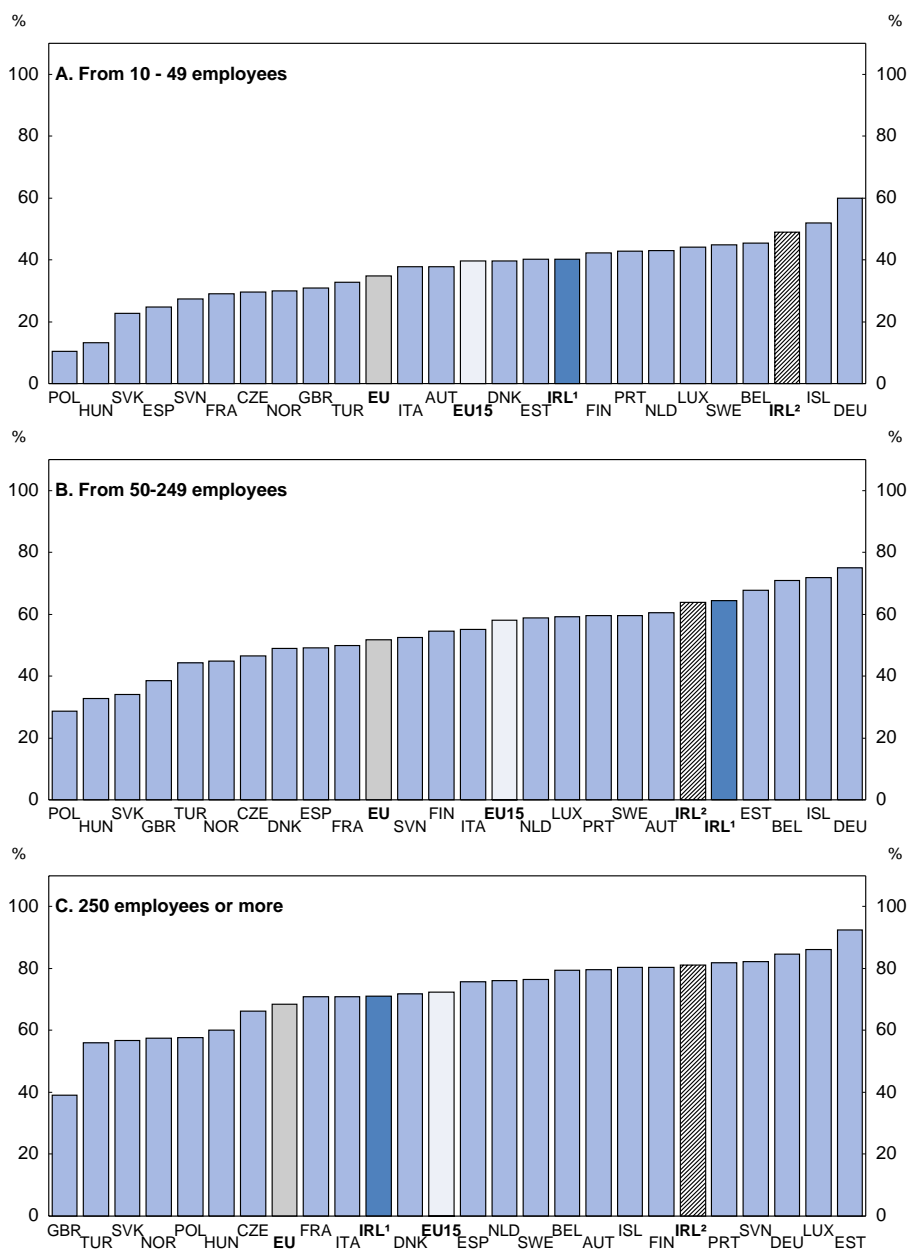 % %
A. From 10 - 49 employees
100 100
80 80
60 60
40 40
20 20
0 0
POL SVK SVN CZE GBR EU AUT DNK IRL¹ PRT LUX BEL ISL
HUN ESP FRA NOR TUR ITA EU15 EST FIN NLD SWE IRL² DEU
% %
B. From 50-249 employees
100 100
80 80
60 60
40 40
20 20
0 0
POL SVK TUR CZE ESP EU FIN EU15 LUX SWE IRL² EST ISL
HUN GBR NOR DNK FRA SVN ITA NLD PRT AUT IRL¹ BEL DEU
% %
C. 250 employees or more
100 100
80 80
60 60
40 40
20 20
0 0
GBR SVK POL CZE FRA IRL¹ EU15 NLD BEL ISL IRL² SVN LUX
TUR NOR HUN EU ITA DNK ESP SWE AUT FIN PRT DEU EST